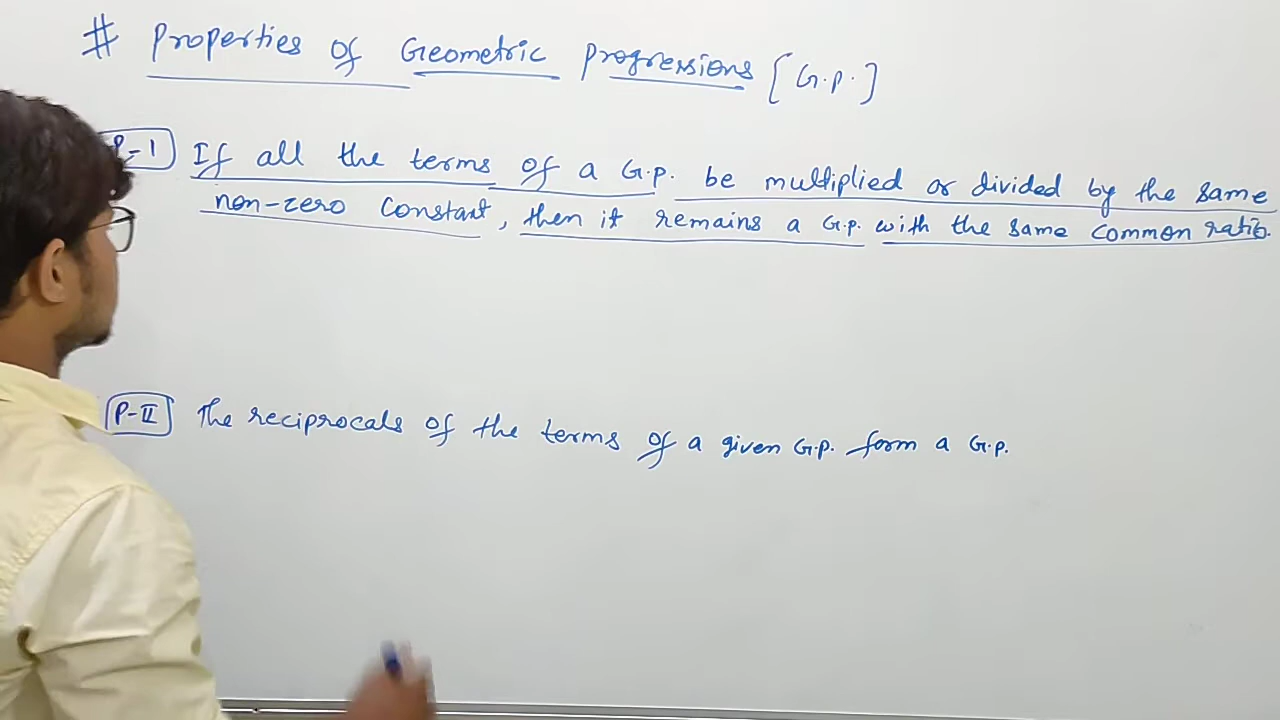 # Properties of Geometric Progressions [G.P.]
P-1 If all the terms of a G.P. be multiplied or divided by the same
non-zero constant, then it remains a G.P. with the same common ratio.
P-II The reciprocals of the terms of a given G.P. form a G.P.